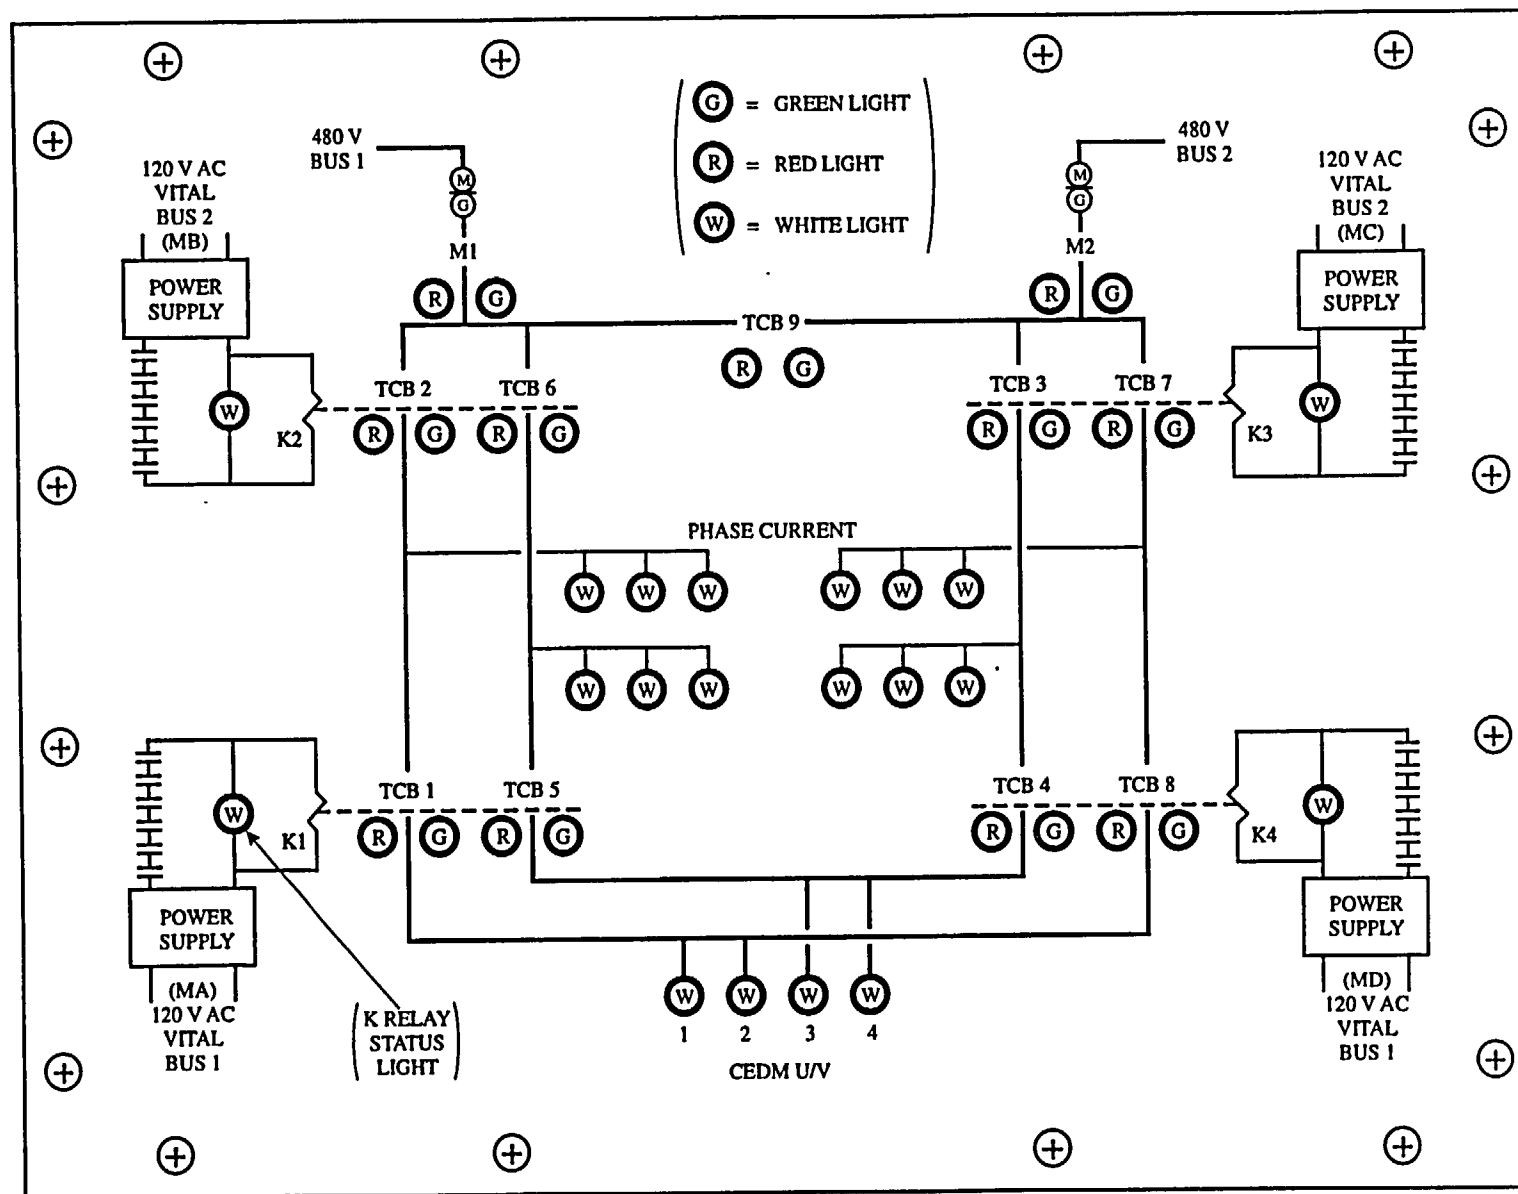 G = GREEN LIGHT
R = RED LIGHT
W = WHITE LIGHT
480 V
BUS 1
480 V
BUS 2
120 V AC
VITAL
BUS 2
(MB)
POWER
SUPPLY
120 V AC
VITAL
BUS 2
(MC)
POWER
SUPPLY
M
G
M1
M
G
M2
R G
R G
TCB 9
R G
W
K2
TCB 2
R G
TCB 6
R G
TCB 3
R G
TCB 7
R G
K3
W
PHASE CURRENT
W W W
W W W
W W W
W W W
W
K1
TCB 1
R G
TCB 5
R G
TCB 4
R G
TCB 8
R G
K4
W
POWER
SUPPLY
(MA)
120 V AC
VITAL
BUS 1
K RELAY
STATUS
LIGHT
W W W W
1 2 3 4
CEDM U/V
POWER
SUPPLY
(MD)
120 V AC
VITAL
BUS 1